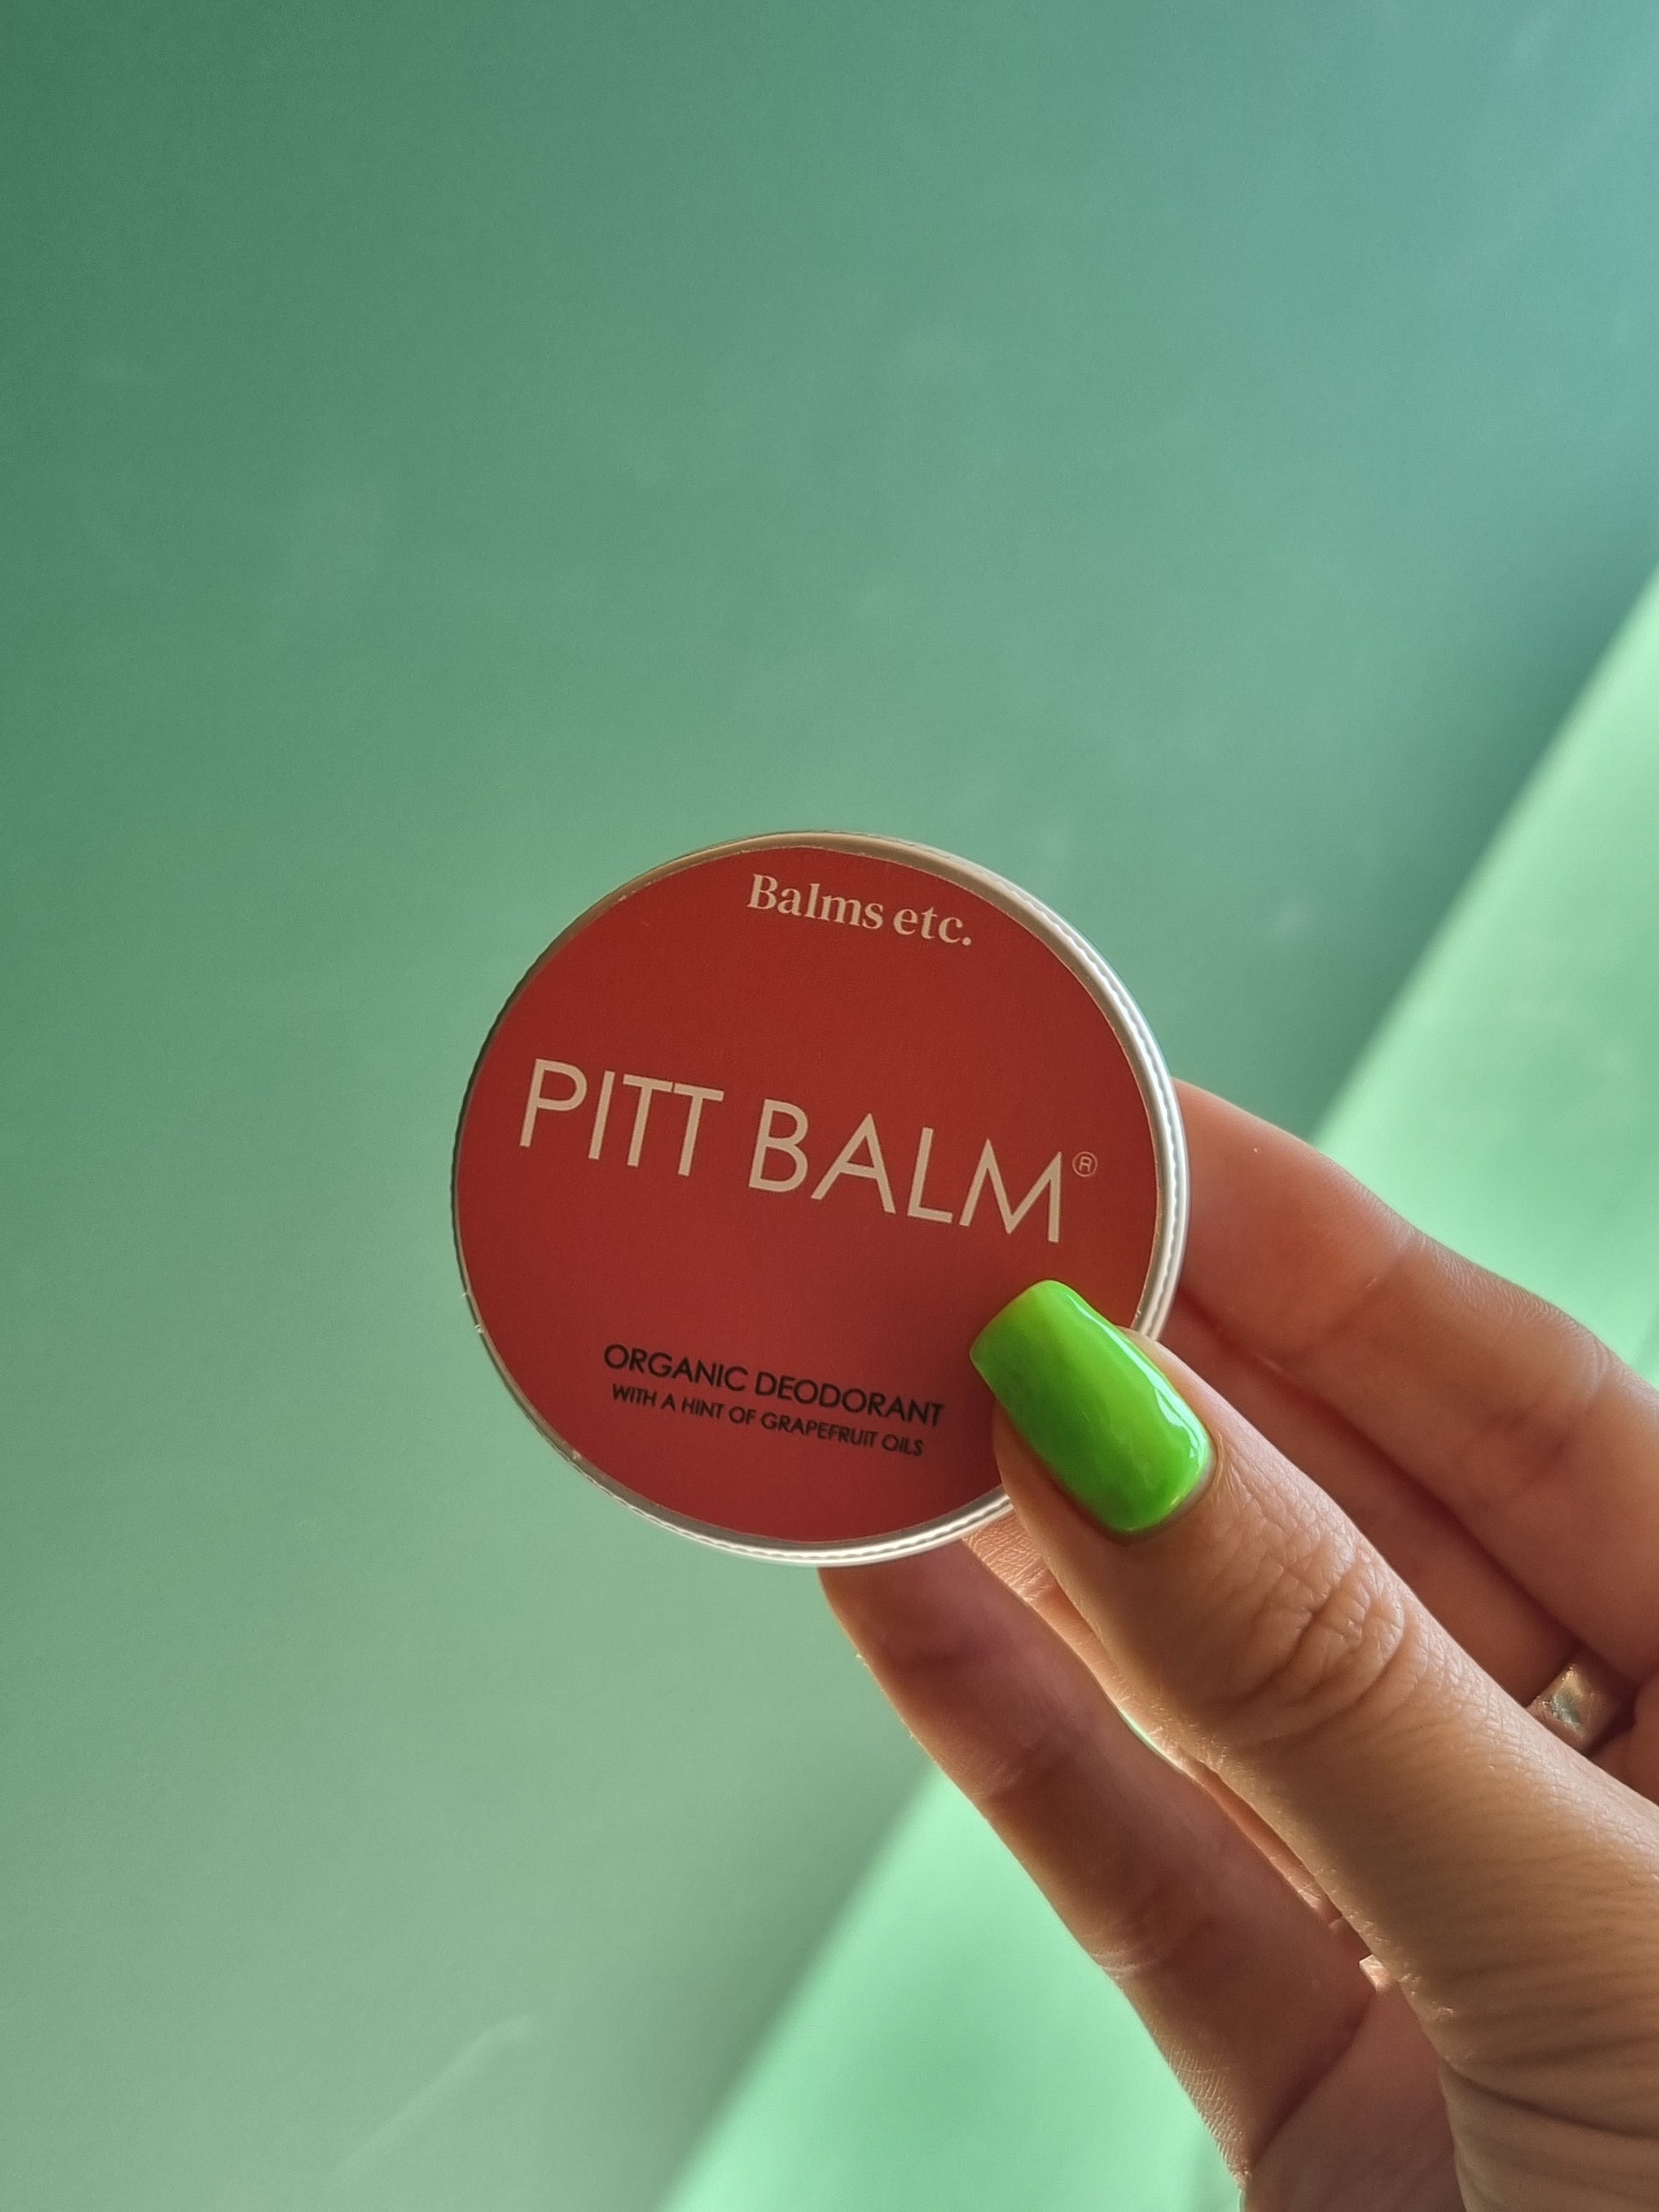 Balms etc.
PITT BALM®
ORGANIC DEODORANT
WITH A HINT OF GRAPEFRUIT OILS